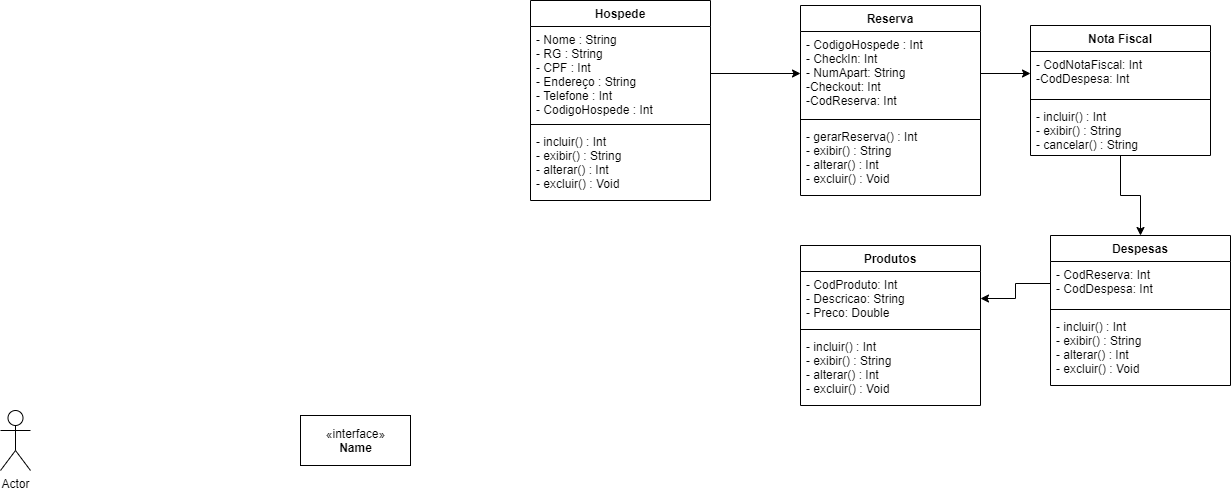 Hospede
- Nome : String
- RG : String
- CPF : Int
- Endereço : String
- Telefone : Int
- CodigoHospede : Int
- incluir() : Int
- exibir() : String
- alterar() : Int
- excluir() : Void
Reserva
- CodigoHospede : Int
- CheckIn: Int
- NumApart: String
-Checkout: Int
-CodReserva: Int
- gerarReserva() : Int
- exibir() : String
- alterar() : Int
- excluir() : Void
Nota Fiscal
- CodNotaFiscal: Int
-CodDespesa: Int
- incluir() : Int
- exibir() : String
- cancelar() : String
Produtos
- CodProduto: Int
- Descricao: String
- Preco: Double
- incluir() : Int
- exibir() : String
- alterar() : Int
- excluir() : Void
Despesas
- CodReserva: Int
- CodDespesa: Int
- incluir() : Int
- exibir() : String
- alterar() : Int
- excluir() : Void
Actor
«interface»
Name